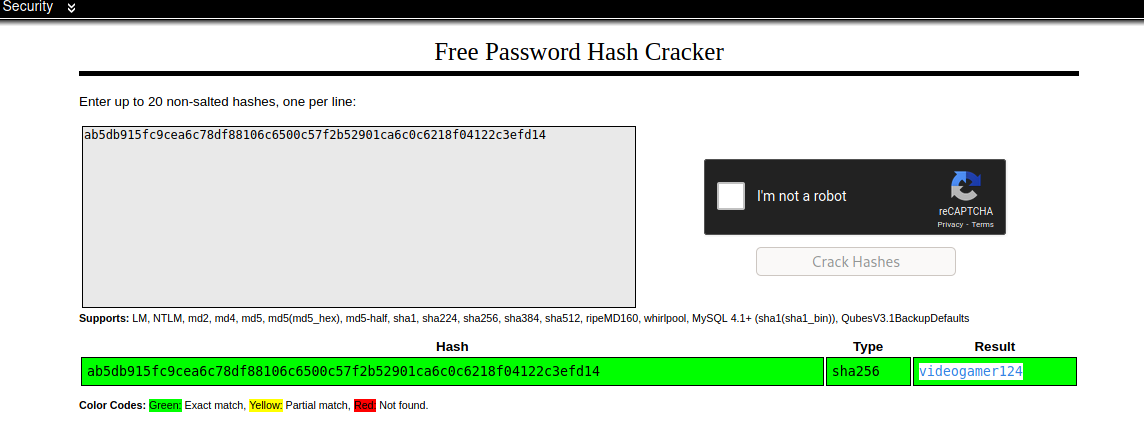 Security
Free Password Hash Cracker
Enter up to 20 non-salted hashes, one per line:
ab5db915fc9cea6c78df88106c6500c57f2b52901ca6c0c6218f04122c3efd14
I'm not a robot
reCAPTCHA
Privacy - Terms
Crack Hashes
Supports: LM, NTLM, md2, md4, md5, md5(md5_hex), md5-half, sha1, sha224, sha256, sha384, sha512, ripeMD160, whirlpool, MySQL 4.1+ (sha1(sha1_bin)), QubesV3.1BackupDefaults
Hash Type Result
ab5db915fc9cea6c78df88106c6500c57f2b52901ca6c0c6218f04122c3efd14 sha256 videogamer124
Color Codes: Green: Exact match, Yellow: Partial match, Red: Not found.